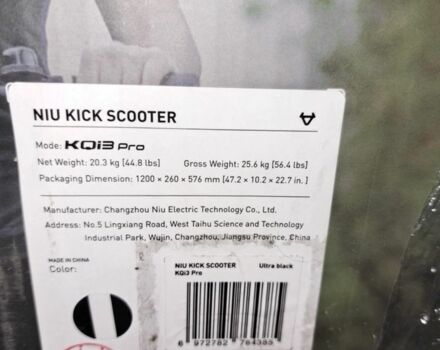 NIU KICK SCOOTER
Mode: KQi3 Pro
Net Weight: 20.3 kg [44.8 lbs] Gross Weight: 25.6 kg [56.4 lbs]
Packaging Dimension: 1200 × 260 × 576 mm [47.2 × 10.2 × 22.7 in.]
Manufacturer: Changzhou Niu Electric Technology Co., Ltd.
Address: No.5 Lingxiang Road, West Taihu Science and Technology
Industrial Park, Wujin, Changzhou, Jiangsu Province, China
MADE IN CHINA
Color:
NIU KICK SCOOTER Ultra black
KQi3 Pro
6 972782 764385